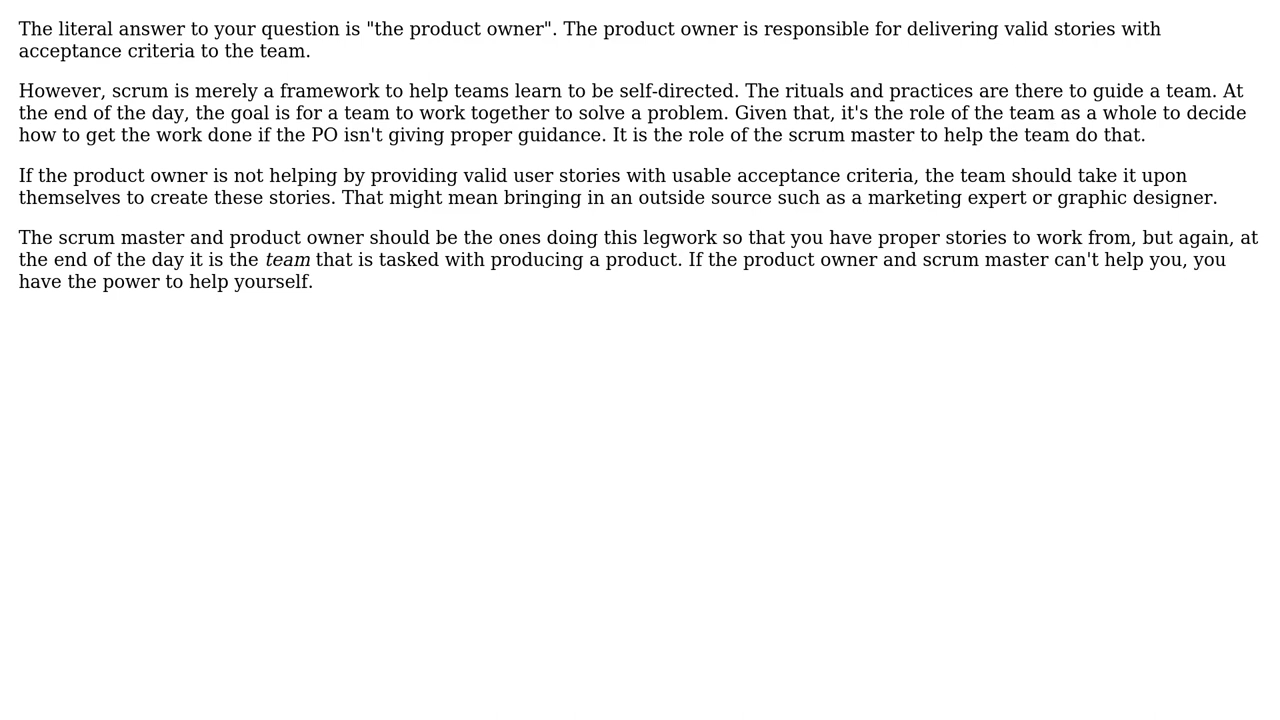 The literal answer to your question is "the product owner". The product owner is responsible for delivering valid stories with
acceptance criteria to the team.
However, scrum is merely a framework to help teams learn to be self-directed. The rituals and practices are there to guide a team. At
the end of the day, the goal is for a team to work together to solve a problem. Given that, it's the role of the team as a whole to decide
how to get the work done if the PO isn't giving proper guidance. It is the role of the scrum master to help the team do that.
If the product owner is not helping by providing valid user stories with usable acceptance criteria, the team should take it upon
themselves to create these stories. That might mean bringing in an outside source such as a marketing expert or graphic designer.
The scrum master and product owner should be the ones doing this legwork so that you have proper stories to work from, but again, at
the end of the day it is the team that is tasked with producing a product. If the product owner and scrum master can't help you, you
have the power to help yourself.